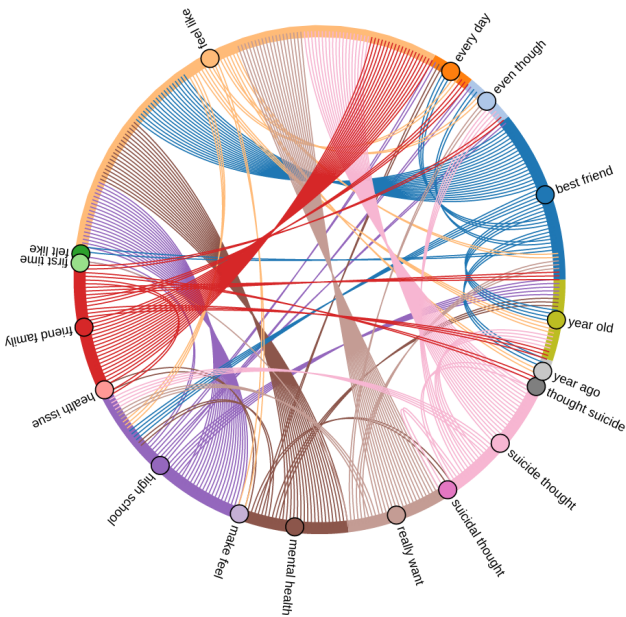 feel like
every day
even though
best friend
felt like
first time
year old
friend family
year ago
thought suicide
health issue
suicide thought
high school
suicidal thought
make feel
really want
mental health